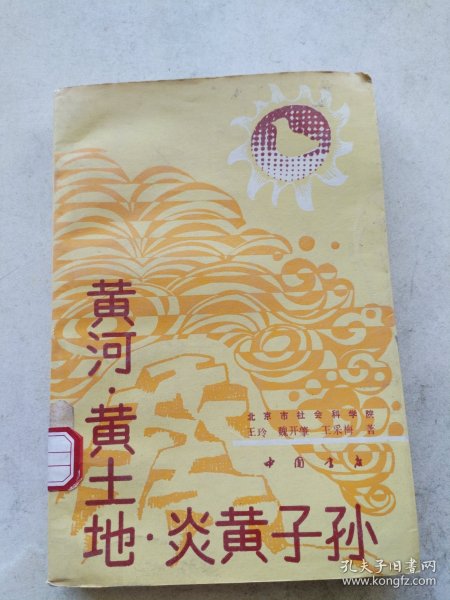 黄河·黄土地·炎黄子孙
北京市社会科学院
王玲 魏开肇 王采梅 著
中国书店
孔夫子旧书网
www.kongfz.com